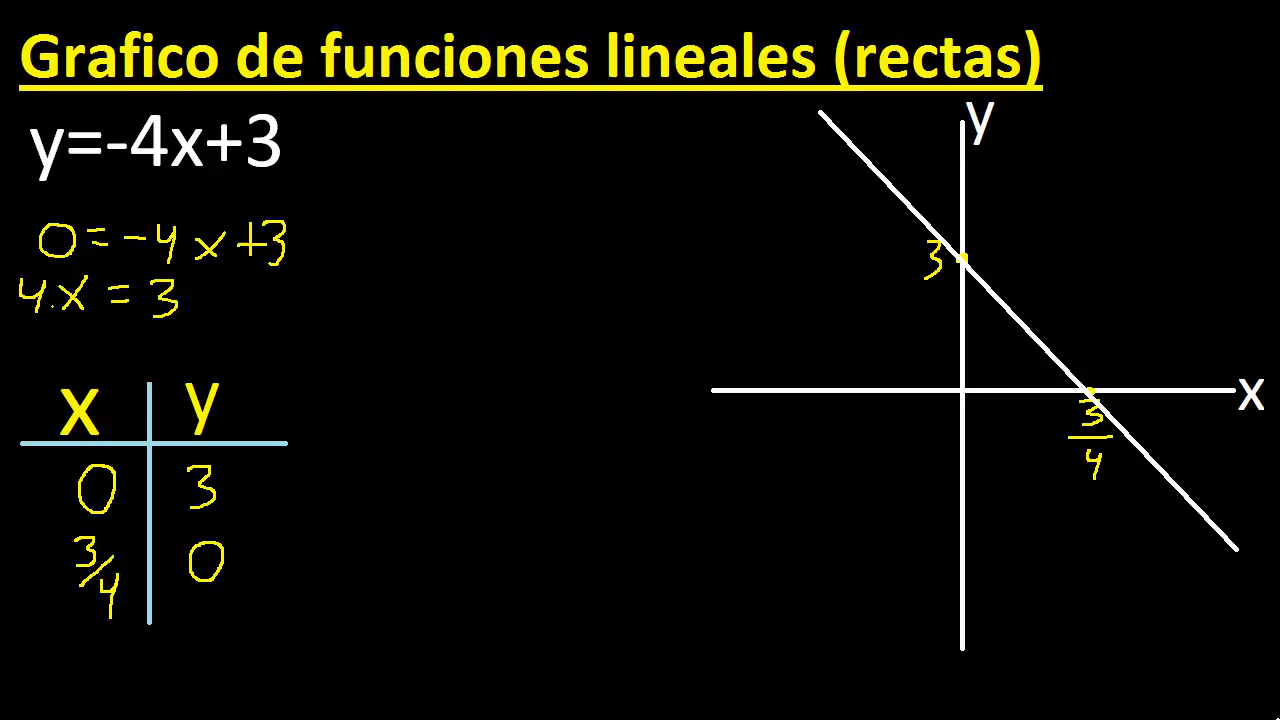 Grafico de funciones lineales (rectas)
y=-4x+3
0=-4x+3
4.x=3
x y
0 3
3/4 0
y
3
x
3/4